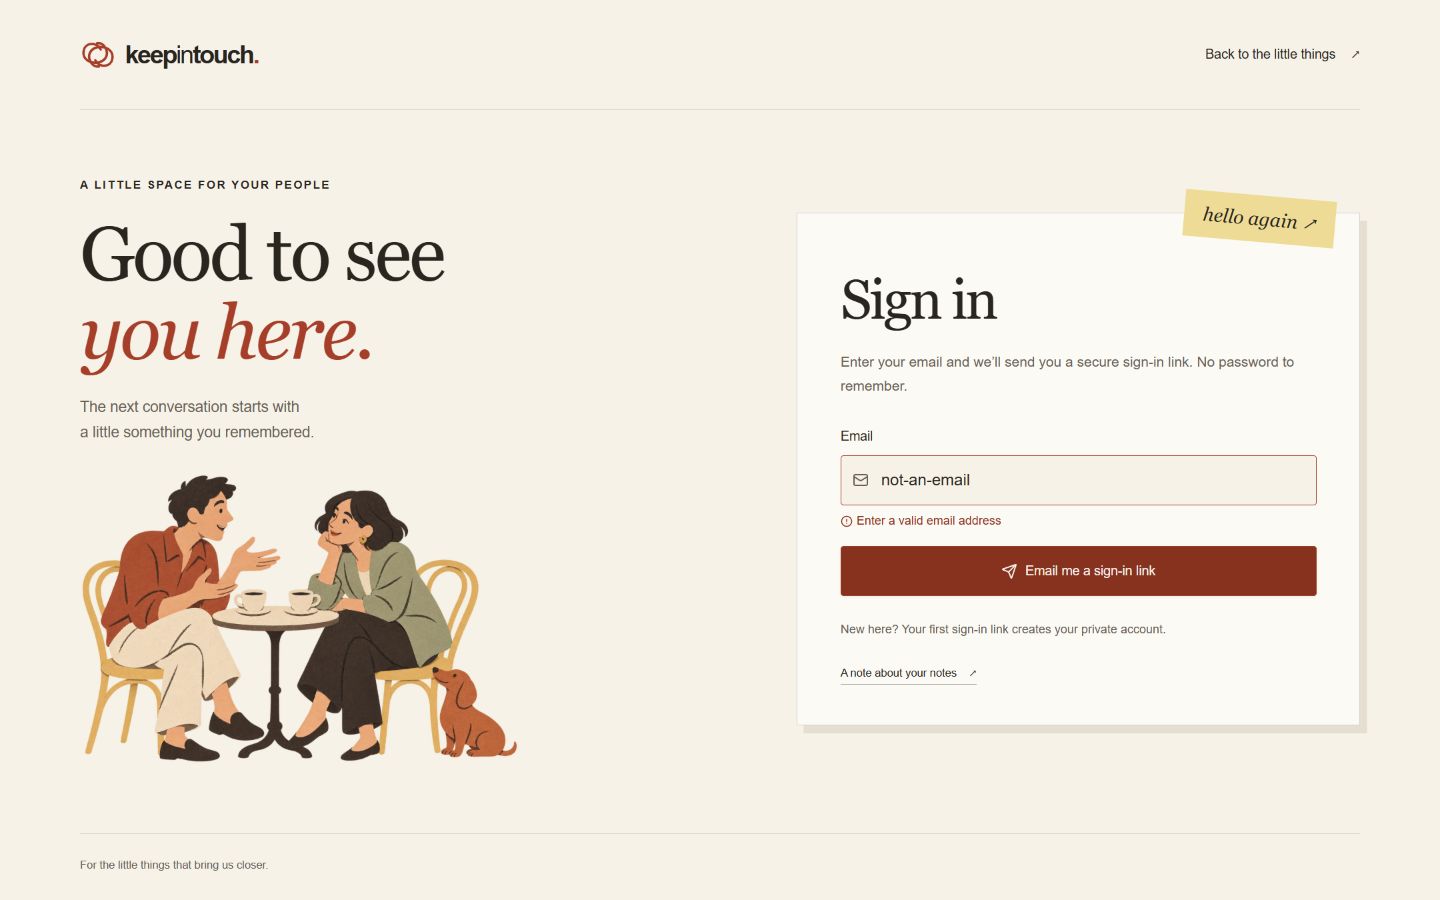 keepintouch.
Back to the little things ↗
A LITTLE SPACE FOR YOUR PEOPLE
Good to see
you here.
The next conversation starts with
a little something you remembered.
hello again ↗
Sign in
Enter your email and we’ll send you a secure sign-in link. No password to
remember.
Email
not-an-email
Enter a valid email address
Email me a sign-in link
New here? Your first sign-in link creates your private account.
A note about your notes ↗
For the little things that bring us closer.